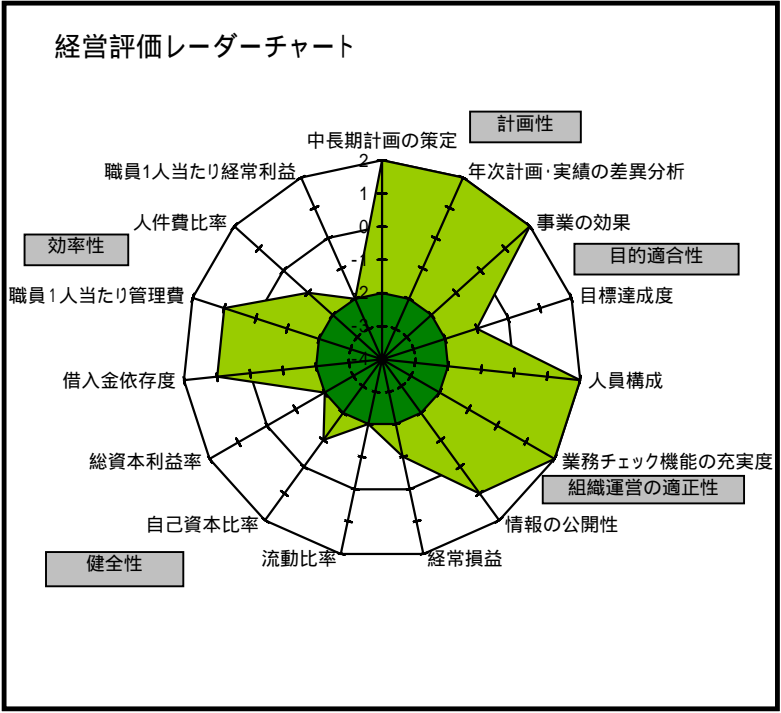 経営評価レーダーチャート
計画性
中長期計画の策定
年次計画・実績の差異分析
職員1人当たり経常利益
2
1
0
-1
-2
-3
-4
人件費比率
事業の効果
効率性
目的適合性
職員1人当たり管理費
目標達成度
借入金依存度
人員構成
総資本利益率
業務チェック機能の充実度
組織運営の適正性
自己資本比率
情報の公開性
流動比率
経常損益
健全性